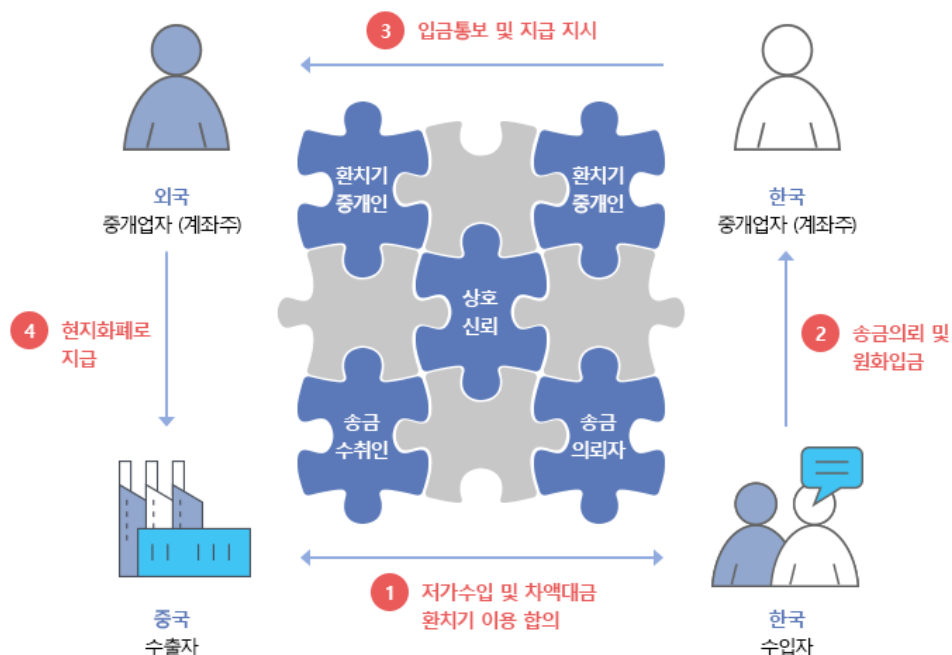 3 입금통보 및 지급 지시
환치기
중개인
환치기
중개인
외국
중개업자 (계좌주)
한국
중개업자 (계좌주)
상호
신뢰
4 현지화폐로
지급
2 송금의뢰 및
원화입금
송금
수취인
송금
의뢰자
1 저가수입 및 차액대금
환치기 이용 합의
중국
수출자
한국
수입자